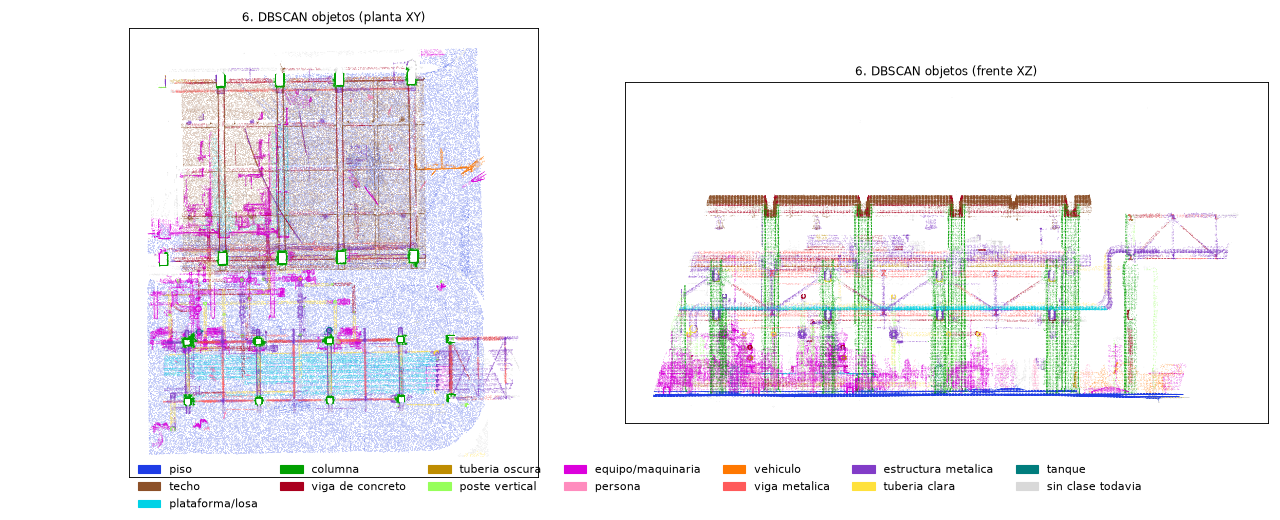 6. DBSCAN objetos (planta XY)
6. DBSCAN objetos (frente XZ)
piso
columna
tuberia oscura
equipo/maquinaria
vehiculo
estructura metalica
tanque
techo
viga de concreto
poste vertical
persona
viga metalica
tuberia clara
sin clase todavia
plataforma/losa